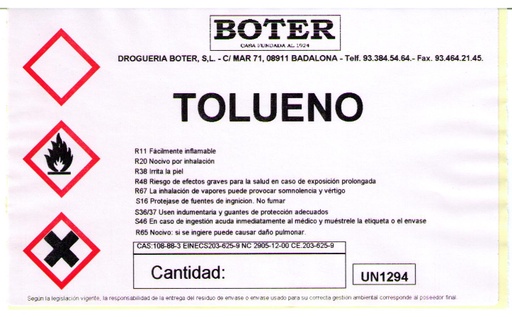 BOTER
CASA FUNDADA AL 1924
DROGUERIA BOTER, S,L. - C/ MAR 71, 08911 BADALONA - Telf. 93.384.54.64.- Fax. 93.464.21.45.
TOLUENO
R11 Fácilmente inflamable
R20 Nocivo por inhalación
R38 Irrita la piel
R48 Riesgo de efectos graves para la salud en caso de exposición prolongada
R67 La inhalación de vapores puede provocar somnolencia y vértigo
S16 Protejase de fuentes de ignicion. No fumar
S36/37 Usen indumentaria y guantes de protección adecuados
S46 En caso de ingestión acuda inmediatamente al médico y muéstrele la etiqueta o el envase
R65 Nocivo: si se ingiere puede causar daño pulmonar.
CAS:108-88-3 EINECS203-625-9 NC 2905-12-00 CE.203-625-9
Cantidad:
UN1294
Según la legislación vigente, la responsabilidad de la entrega del residuo de envase o envase usado para su correcta gestión ambiental corresponde al poseedor final.